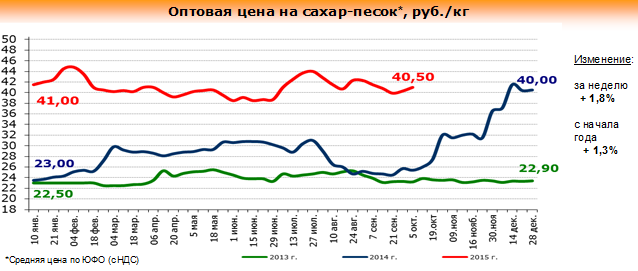 Оптовая цена на сахар-песок*, руб./кг
50
48
46
44
42
40
38
36
34
32
30
28
26
24
22
20
18
41,00
23,00
22,50
40,50
40,00
22,90
10 янв.
21 янв.
01 фев.
11 фев.
18 фев.
04 мар.
18 мар.
06 апр.
20 апр.
5 мая
18 мая
1 июн.
15 июн.
29 июн.
13 июл.
27 июл.
10 авг.
24 авг.
7 сен.
21 сен.
5 окт.
19 окт
09.ноя.
16 нояб.
30.ноя
14 дек.
28 дек.
Изменение:
за неделю
+ 1,8%
с начала
года
+ 1,3%
*Средняя цена по ЮФО (с НДС)
2013 г.
2014 г.
2015 г.